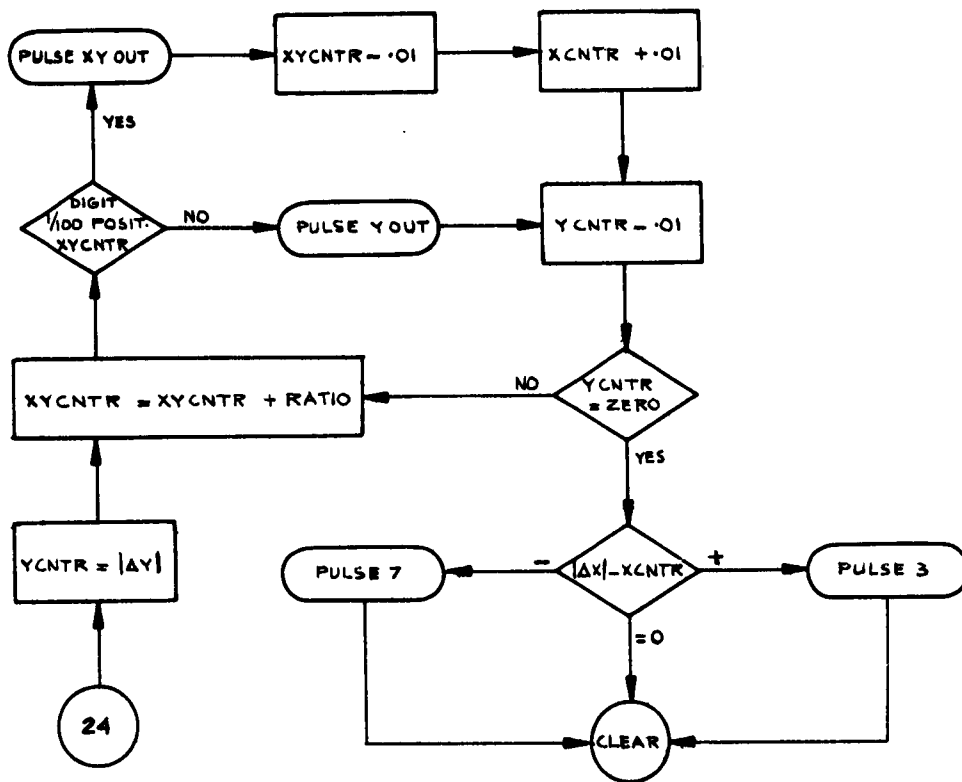 PULSE XY OUT
XYCNTR - .01
XCNTR + .01
YES
DIGIT
1/100 POSIT.
XYCNTR
NO
PULSE Y OUT
YCNTR - .01
XYCNTR = XYCNTR + RATIO
NO
YCNTR
= ZERO
YES
YCNTR = |ΔY|
PULSE 7
-
|ΔX| - XCNTR
+
PULSE 3
= 0
24
CLEAR